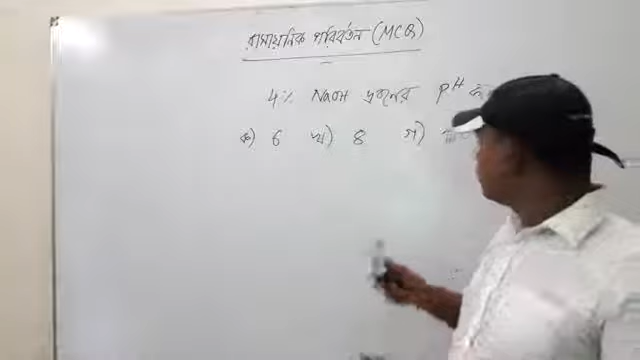 রাসায়নিক পরিবর্তন (MCQ)
4% NaOH দ্রবণের pH
ক) 6 খ) 8 গ)